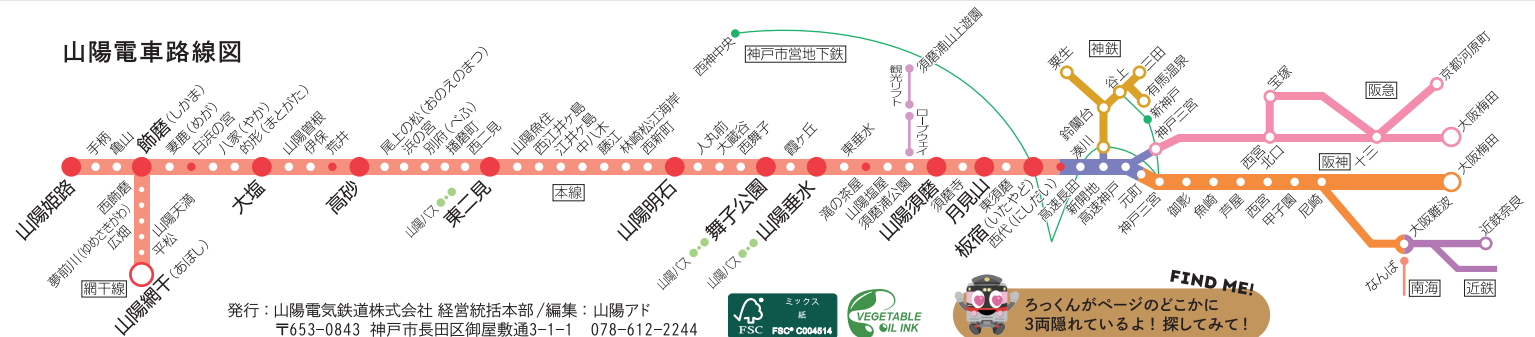 山陽電車路線図
西神中央
神戸市営地下鉄
観光リフト
須磨浦山上遊園
ロープウェイ
粟生
神鉄
谷上
三田
有馬温泉
鈴蘭台
新神戸
神戸三宮
湊川
宝塚
阪急
京都河原町
大阪梅田
西宮北口
十三
阪神
大阪梅田
手柄
亀山
飾磨(しかま)
妻鹿(めが)
白浜の宮
八家(やか)
的形(まとがた)
山陽曽根
伊保
荒井
尾上の松(おのえのまつ)
浜の宮
別府(べふ)
播磨町
西二見
山陽魚住
西江井ケ島
江井ケ島
中八木
藤江
林崎松江海岸
西新町
人丸前
大蔵谷
西舞子
霞ケ丘
東垂水
山陽姫路
西飾磨
夢前川(ゆめさきがわ)
広畑
山陽天満
平松
網干線
山陽網干(あぼし)
大塩
高砂
山陽バス
東二見
本線
山陽明石
山陽バス
舞子公園
山陽バス
山陽垂水
滝の茶屋
山陽塩屋
須磨浦公園
山陽須磨
須磨寺
月見山
東須磨
板宿(いたやど)
西代(にしだい)
高速長田
新開地
高速神戸
元町
神戸三宮
御影
魚崎
芦屋
西宮
甲子園
尼崎
大阪難波
近鉄奈良
なんば
南海
近鉄
発行：山陽電気鉄道株式会社 経営統括本部/編集：山陽アド
〒653-0843 神戸市長田区御屋敷通3-1-1 078-612-2244
FSC
ミックス
紙
FSC® C004514
VEGETABLE
OIL INK
FIND ME!
ろっくんがページのどこかに
3両隠れているよ！探してみて！